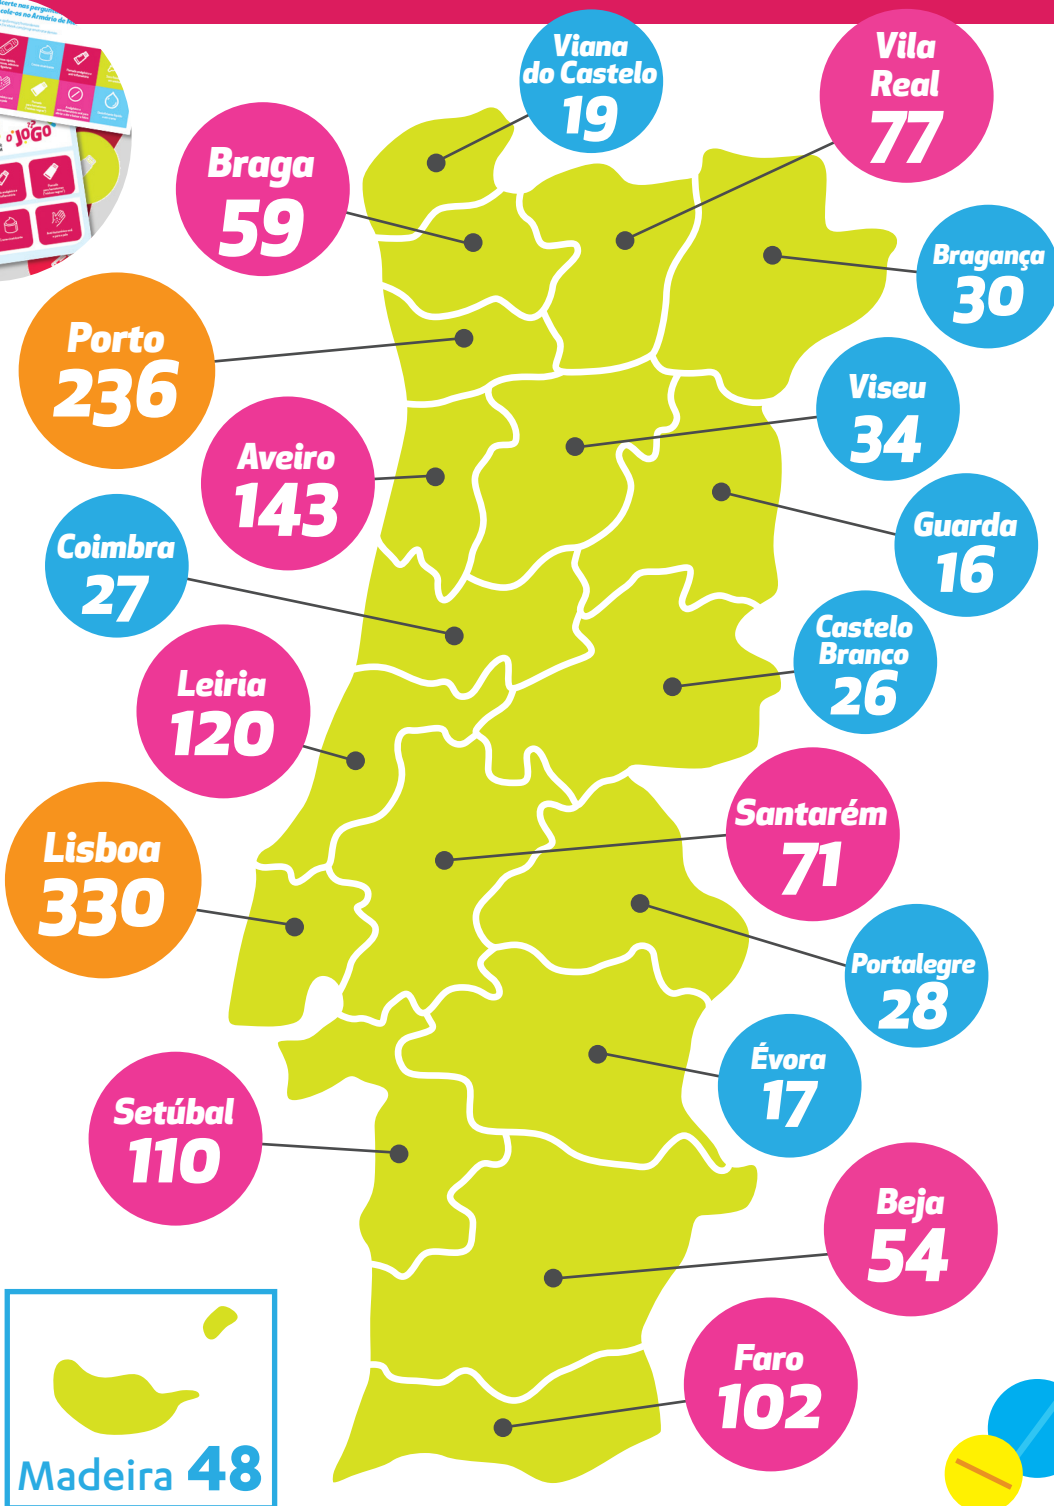 Viana
do Castelo
19
Vila
Real
77
Braga
59
Bragança
30
Porto
236
Viseu
34
Aveiro
143
Guarda
16
Coimbra
27
Castelo
Branco
26
Leiria
120
Santarém
71
Lisboa
330
Portalegre
28
Évora
17
Setúbal
110
Beja
54
Faro
102
Madeira 48
O JOGO